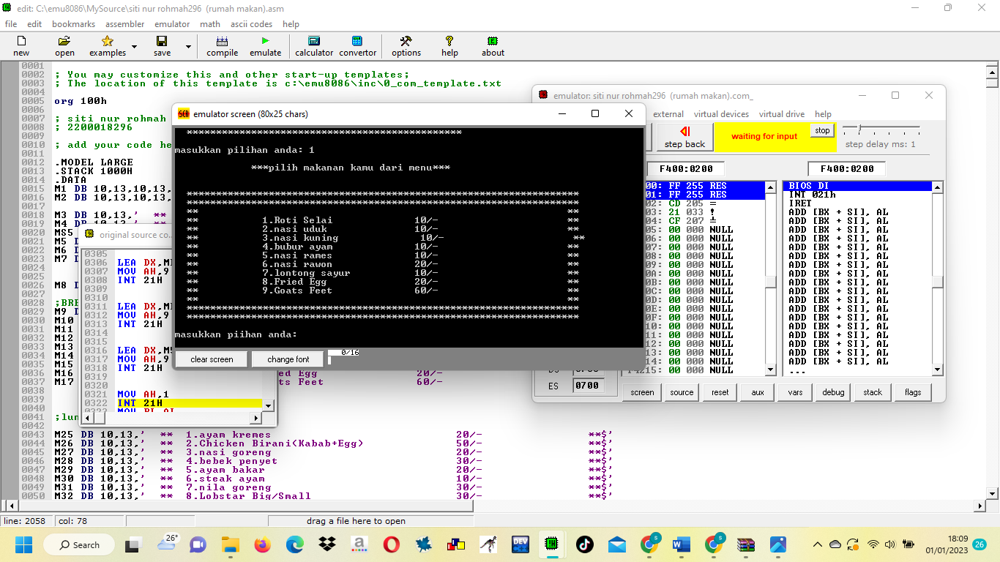 edit: C:\emu8086\MySource\siti nur rohmah296 (rumah makan).asm
file edit bookmarks assembler emulator math ascii codes help
new open examples save compile emulate calculator convertor options help about
0001
0002 ; You may customize this and other start-up templates;
0003 ; The location of this template is c:\emu8086\inc\0_com_template.txt
0004
0005 org 100h
0006
0007 ; siti nur rohmah
0008 ; 2200018296
0009
0010 ; add your code he
0011
0012 .MODEL LARGE
0013 .STACK 1000H
0014 .DATA
0015 M1 DB 10,13,10,13,
0016 M2 DB 10,13,10,13,
0017
0018 M3 DB 10,13,' **
0019 M4 DB 10,13,' **
0020 MS5
0021 M5 D
0022 M6 D
0023 M7 D
0024
0025
0026 M8 D
0027
0028 ;BRE
0029 M9 D
0030 M10
0031 M11
0032 M12
0033 M13
0034 M14
0035 M15
0036 M16 ed Egg 20/-
0037 M17 ts Feet 60/-
0038
0039
0040
0041 ;lun
0042
0043 M25 DB 10,13,' ** 1.ayam kremes 20/- **$'
0044 M26 DB 10,13,' ** 2.Chicken Birani(Kabab+Egg) 50/- **$'
0045 M27 DB 10,13,' ** 3.nasi goreng 20/- **$'
0046 M28 DB 10,13,' ** 4.bebek penyet 30/- **$'
0047 M29 DB 10,13,' ** 5.ayam bakar 20/- **$'
0048 M30 DB 10,13,' ** 6.steak ayam 10/- **$'
0049 M31 DB 10,13,' ** 7.nila goreng 30/- **$'
0050 M32 DB 10,13,' ** 8.Lobstar Big/Small 30/- **$'
line: 2058 col: 78 drag a file here to open
original source co...
0305
0306 LEA DX,M
0307 MOV AH,9
0308 INT 21H
0309
0310
0311 LEA DX,M
0312 MOV AH,9
0313 INT 21H
0314
0315
0316 LEA DX,M
0317 MOV AH,9
0318 INT 21H
0319
0320
0321 MOV AH,1
0322 INT 21H
emulator screen (80x25 chars)
***********************************************
masukkan pilihan anda: 1
***pilih makanan kamu dari menu***
*******************************************************************
*******************************************************************
** **
** 1.Roti Selai 10/- **
** 2.nasi uduk 10/- **
** 3.nasi kuning 10/- **
** 4.bubur ayam 10/- **
** 5.nasi rames 10/- **
** 6.nasi rawon 20/- **
** 7.lontong sayur 10/- **
** 8.Fried Egg 20/- **
** 9.Goats Feet 60/- **
** **
*******************************************************************
*******************************************************************
masukkan piihan anda:
clear screen change font 0/16
emulator: siti nur rohmah296 (rumah makan).com_
external virtual devices virtual drive help
step back waiting for input stop step delay ms: 1
F400:0200 F400:0200
00: FF 255 RES BIOS DI
01: FF 255 RES INT 021h
02: CD 205 = IRET
03: 21 033 ! ADD [BX + SI], AL
04: CF 207 ╧ ADD [BX + SI], AL
05: 00 000 NULL ADD [BX + SI], AL
06: 00 000 NULL ADD [BX + SI], AL
07: 00 000 NULL ADD [BX + SI], AL
08: 00 000 NULL ADD [BX + SI], AL
09: 00 000 NULL ADD [BX + SI], AL
0A: 00 000 NULL ADD [BX + SI], AL
0B: 00 000 NULL ADD [BX + SI], AL
0C: 00 000 NULL ADD [BX + SI], AL
0D: 00 000 NULL ADD [BX + SI], AL
0E: 00 000 NULL ADD [BX + SI], AL
0F: 00 000 NULL ADD [BX + SI], AL
10: 00 000 NULL ADD [BX + SI], AL
11: 00 000 NULL ADD [BX + SI], AL
12: 00 000 NULL ADD [BX + SI], AL
13: 00 000 NULL ADD [BX + SI], AL
14: 00 000 NULL ADD [BX + SI], AL
F4215: 00 000 NULL ...
ES 0700
screen source reset aux vars debug stack flags
Search
26°
DEV
18:09
01/01/2023
26